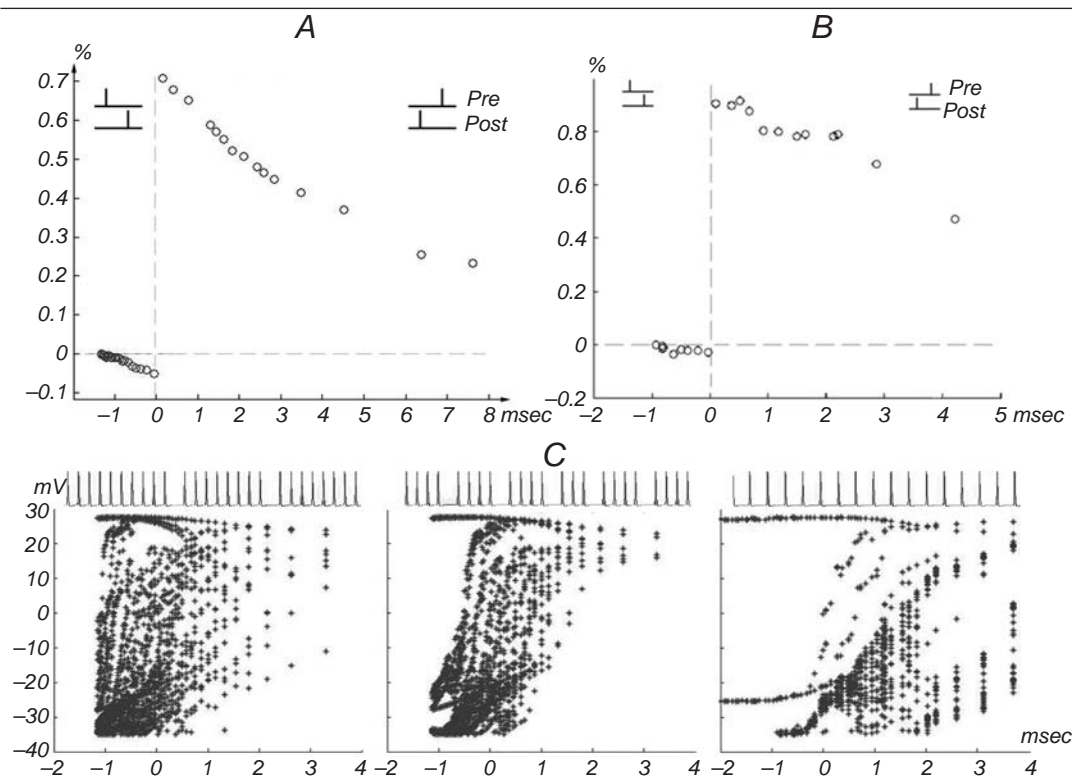 A
B
%
0.7
0.6
0.5
0.4
0.3
0.2
0.1
0
–0.1
Pre
Post
–1 0 1 2 3 4 5 6 7 8 msec
%
0.8
0.6
0.4
0.2
0
–0.2
Pre
Post
–2 –1 0 1 2 3 4 5 msec
C
mV
30
20
10
0
–10
–20
–30
–40
–2 –1 0 1 2 3 4
–2 –1 0 1 2 3 4
–2 –1 0 1 2 3 4
msec